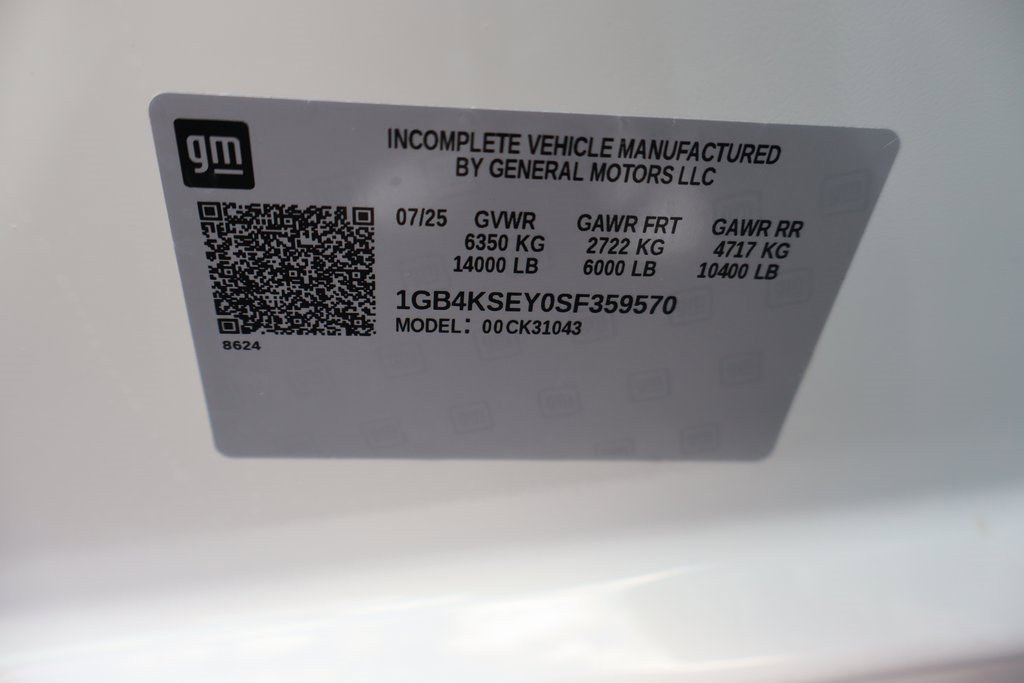 gm
INCOMPLETE VEHICLE MANUFACTURED
BY GENERAL MOTORS LLC
07/25 GVWR GAWR FRT GAWR RR
6350 KG 2722 KG 4717 KG
14000 LB 6000 LB 10400 LB
1GB4KSEY0SF359570
MODEL: 00CK31043
8624